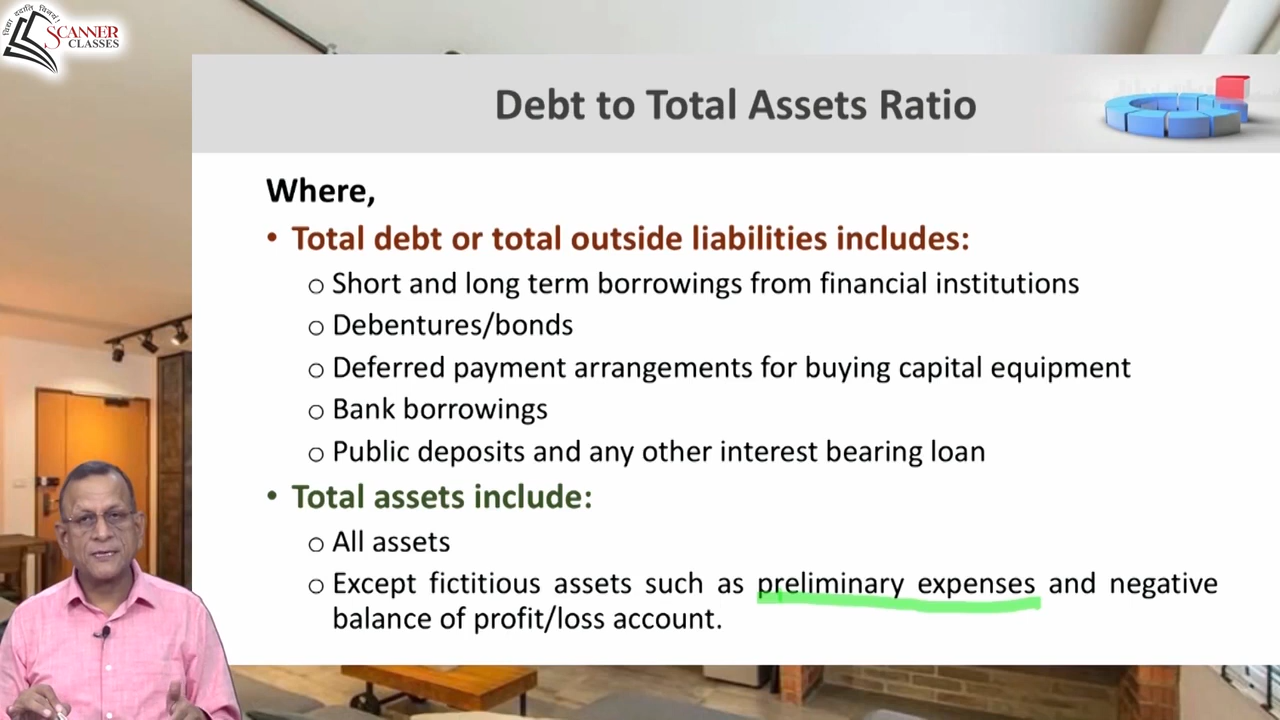 SCANNER
CLASSES
Debt to Total Assets Ratio
Where,
• Total debt or total outside liabilities includes:
o Short and long term borrowings from financial institutions
o Debentures/bonds
o Deferred payment arrangements for buying capital equipment
o Bank borrowings
o Public deposits and any other interest bearing loan
• Total assets include:
o All assets
o Except fictitious assets such as preliminary expenses and negative
balance of profit/loss account.